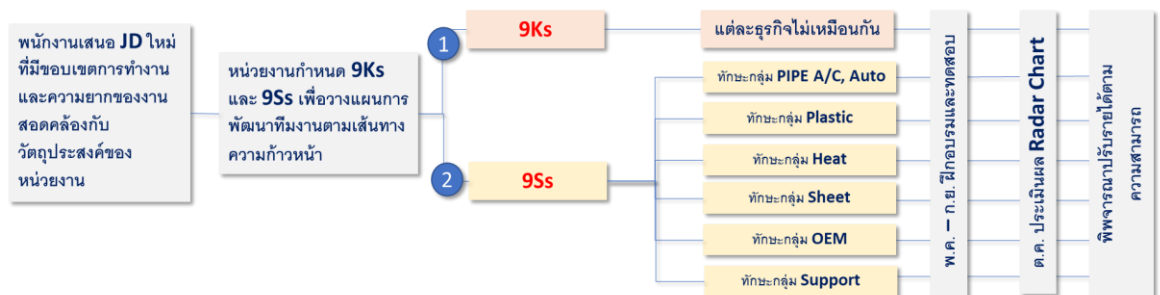 พนักงานเสนอ JD ใหม่
ที่มีขอบเขตการทำงาน
และความยากของงาน
สอดคล้องกับ
วัตถุประสงค์ของ
หน่วยงาน
หน่วยงานกำหนด 9Ks
และ 9Ss เพื่อวางแผนการ
พัฒนาทีมงานตามเส้นทาง
ความก้าวหน้า
1
9Ks
แต่ละธุรกิจไม่เหมือนกัน
2
9Ss
ทักษะกลุ่ม PIPE A/C, Auto
ทักษะกลุ่ม Plastic
ทักษะกลุ่ม Heat
ทักษะกลุ่ม Sheet
ทักษะกลุ่ม OEM
ทักษะกลุ่ม Support
พ.ค. – ก.ย. ฝึกอบรมและทดสอบ
ต.ค. ประเมินผล Radar Chart
พิพจารณาปรับรายได้ตาม
ความสามารถ